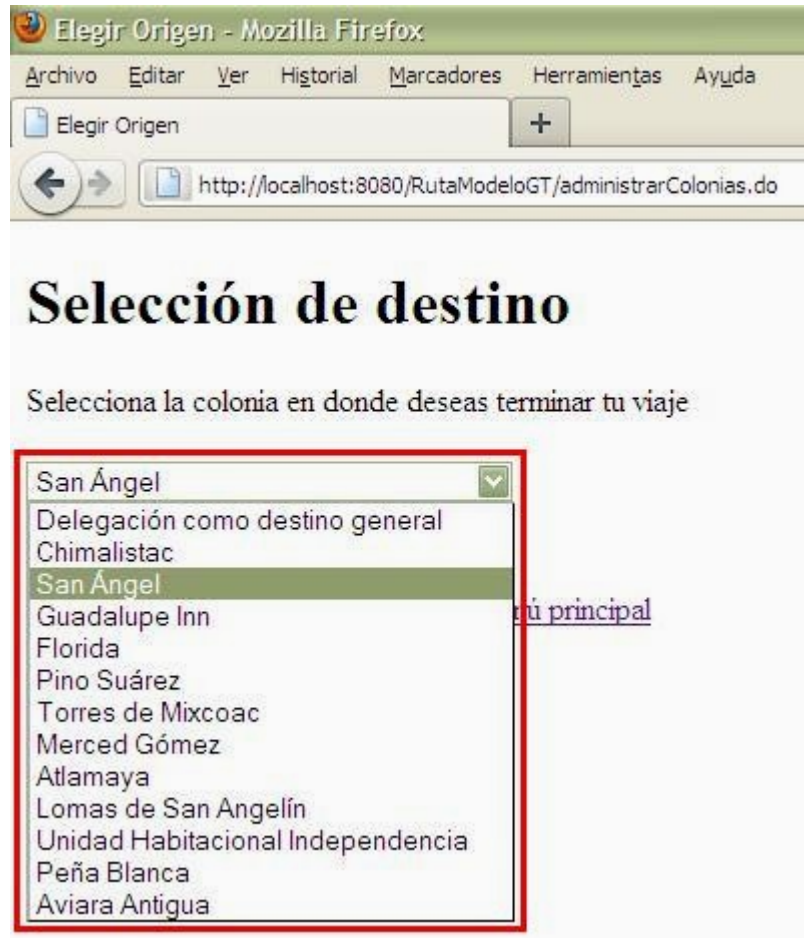 Elegir Origen - Mozilla Firefox
Archivo Editar Ver Historial Marcadores Herramientas Ayuda
Elegir Origen +
http://localhost:8080/RutaModeloGT/administrarColonias.do
Selección de destino
Selecciona la colonia en donde deseas terminar tu viaje
San Ángel
Delegación como destino general
Chimalistac
San Ángel
Guadalupe Inn
nú principal
Florida
Pino Suárez
Torres de Mixcoac
Merced Gómez
Atlamaya
Lomas de San Angelín
Unidad Habitacional Independencia
Peña Blanca
Aviara Antigua